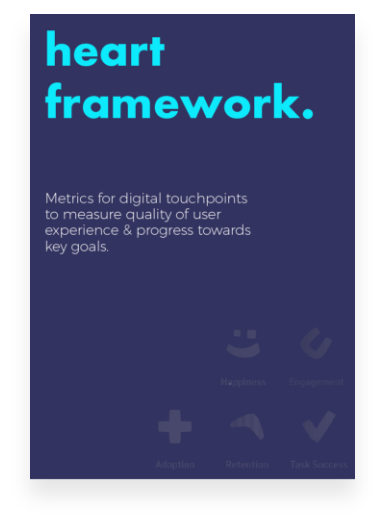 heart
framework.
Metrics for digital touchpoints
to measure quality of user
experience & progress towards
key goals.
Happiness Engagement
Adoption Retention Task Success